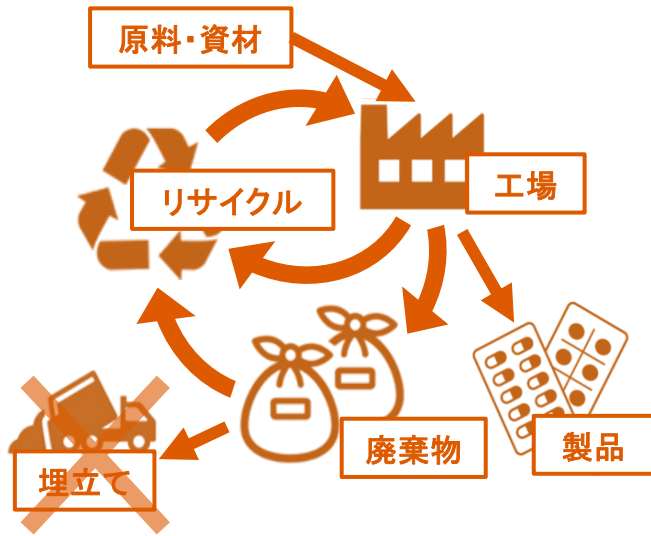 原料・資材
リサイクル
工場
廃棄物
製品
埋立て